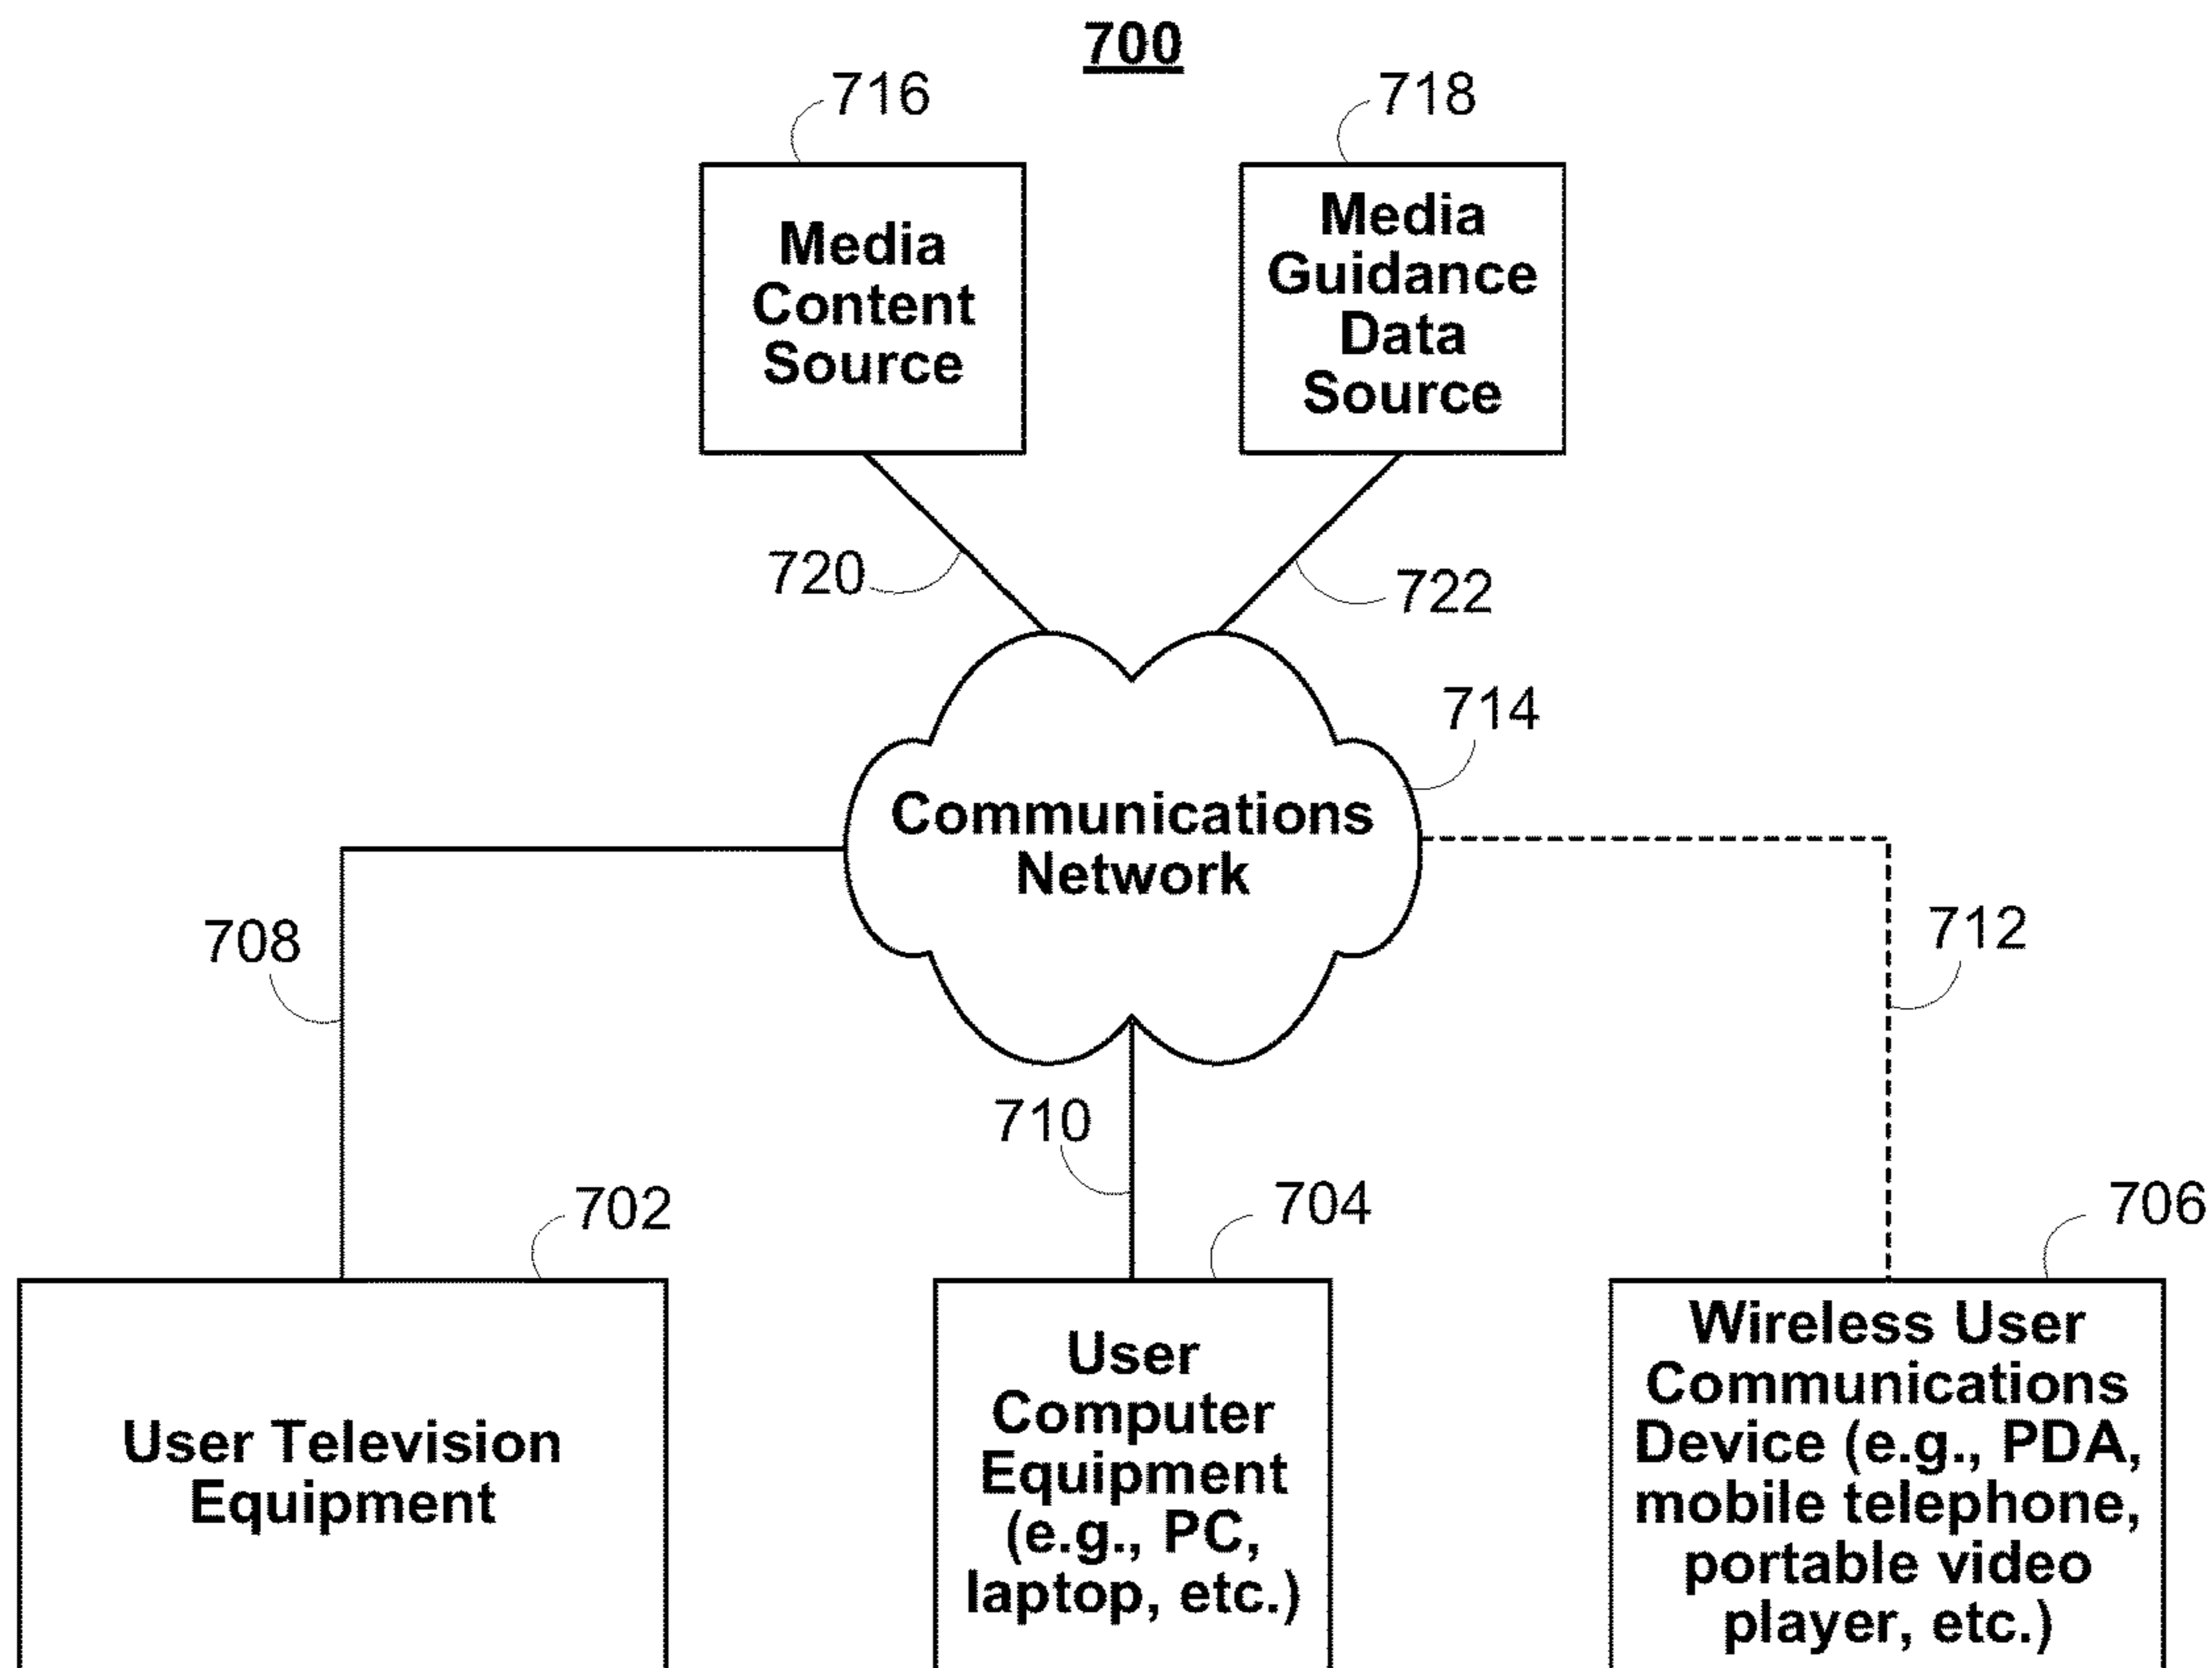 700
716
718
Media
Content
Source
Media
Guidance
Data
Source
720
722
714
Communications
Network
708
712
710
702
704
706
User Television
Equipment
User
Computer
Equipment
(e.g., PC,
laptop, etc.)
Wireless User
Communications
Device (e.g., PDA,
mobile telephone,
portable video
player, etc.)